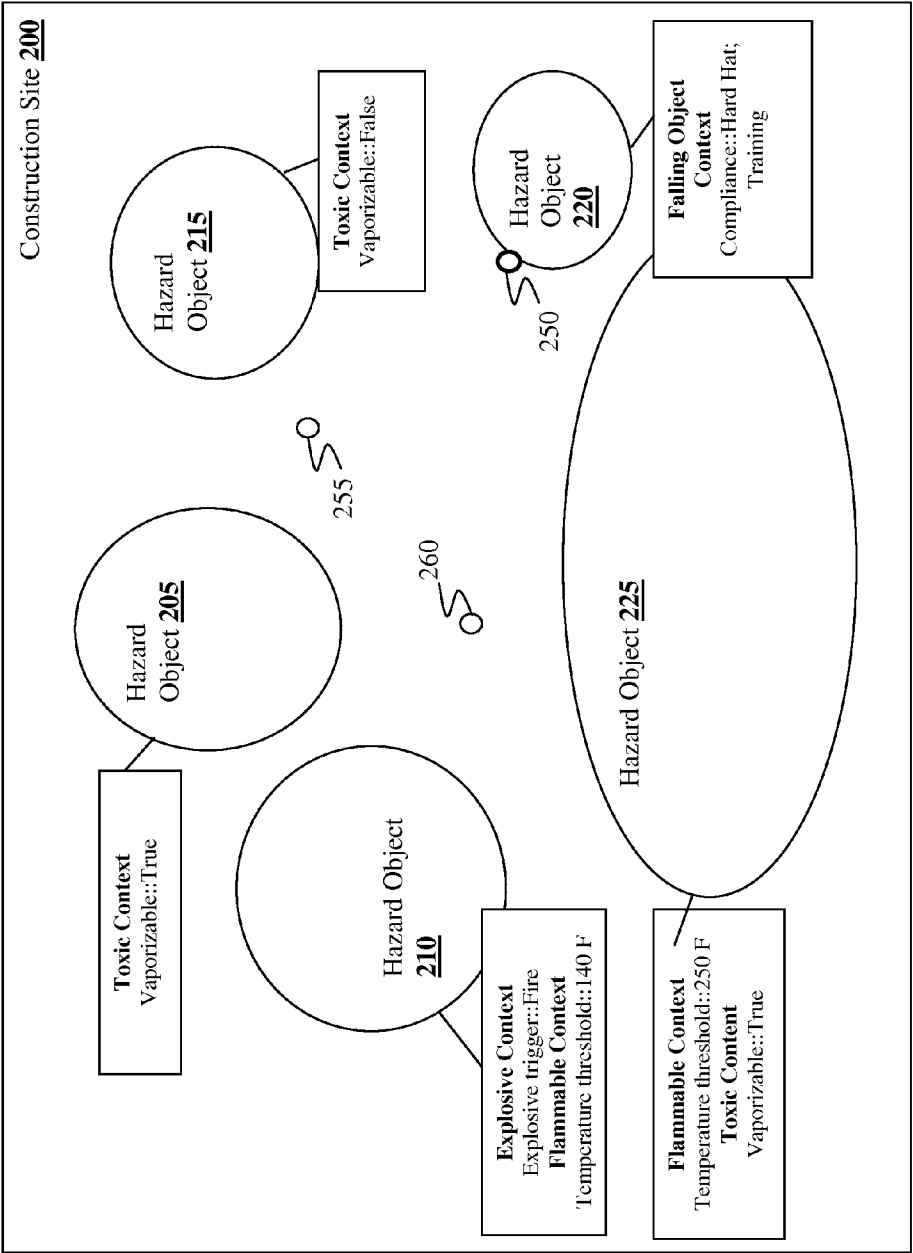 Construction Site 200
Hazard
Object 215
Toxic Context
Vaporizable::True
Hazard
Object 205
Toxic Context
Vaporizable::False
255
Hazard Object
210
260
250
Hazard
Object
220
Explosive Context
Explosive trigger::Fire
Flammable Context
Temperature threshold::140 F
Hazard Object 225
Falling Object
Context
Compliance::Hard Hat;
Training
Flammable Context
Temperature threshold::250 F
Toxic Content
Vaporizable::True